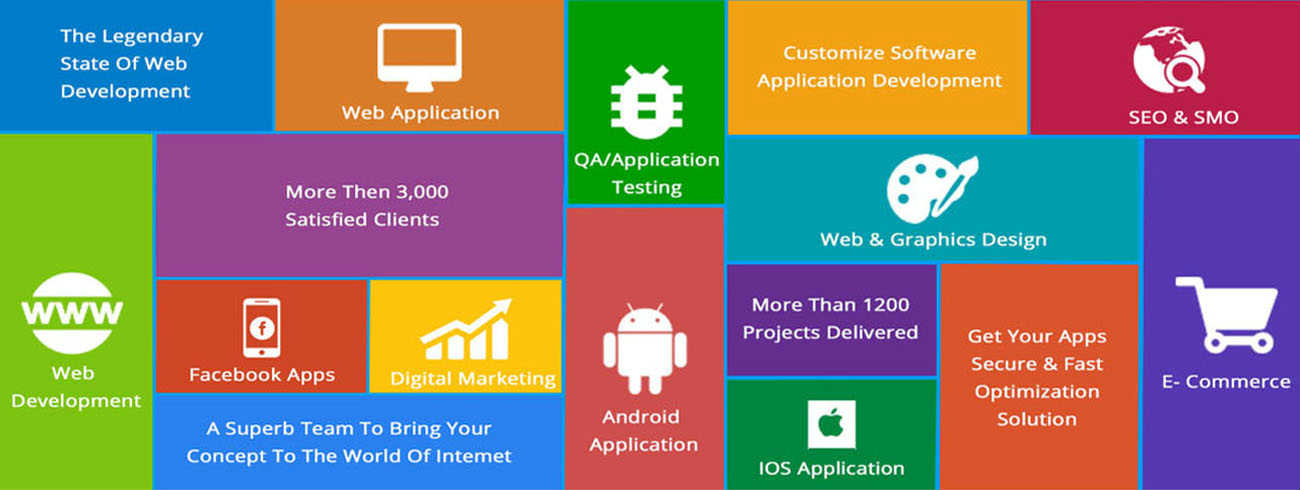 The Legendary
State Of Web
Development
Web Application
QA/Application
Testing
Customize Software
Application Development
SEO & SMO
WWW
Web
Development
More Then 3,000
Satisfied Clients
f
Facebook Apps
Digital Marketing
A Superb Team To Bring Your
Concept To The World Of Internet
Android
Application
Web & Graphics Design
More Than 1200
Projects Delivered
IOS Application
Get Your Apps
Secure & Fast
Optimization
Solution
E- Commerce